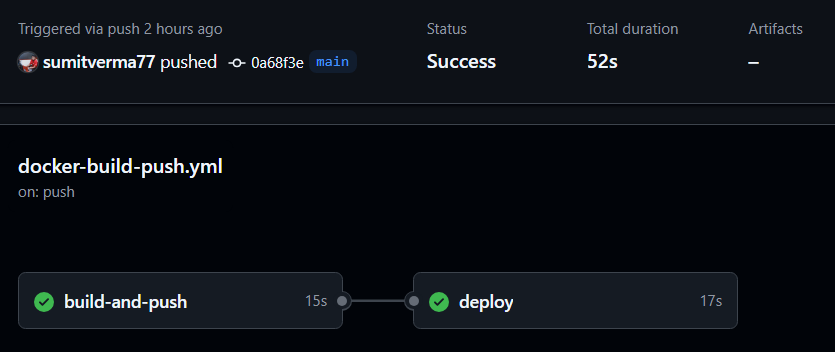 Triggered via push 2 hours ago
sumitverma77 pushed 0a68f3e main
Status
Success
Total duration
52s
Artifacts
–
docker-build-push.yml
on: push
build-and-push 15s
deploy 17s